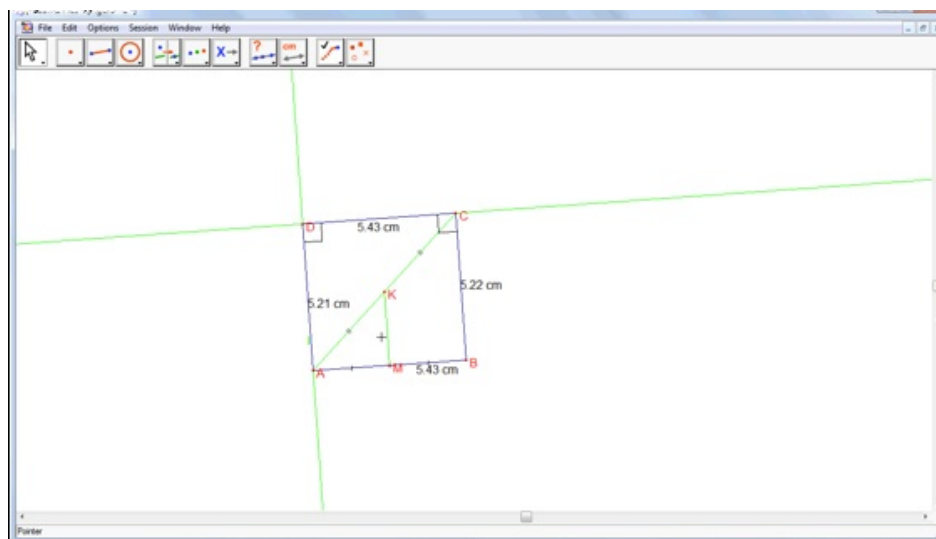 File Edit Options Session Window Help
? cm
X
D
C
5.43 cm
K
5.21 cm
5.22 cm
A
M
5.43 cm
B
Pointer